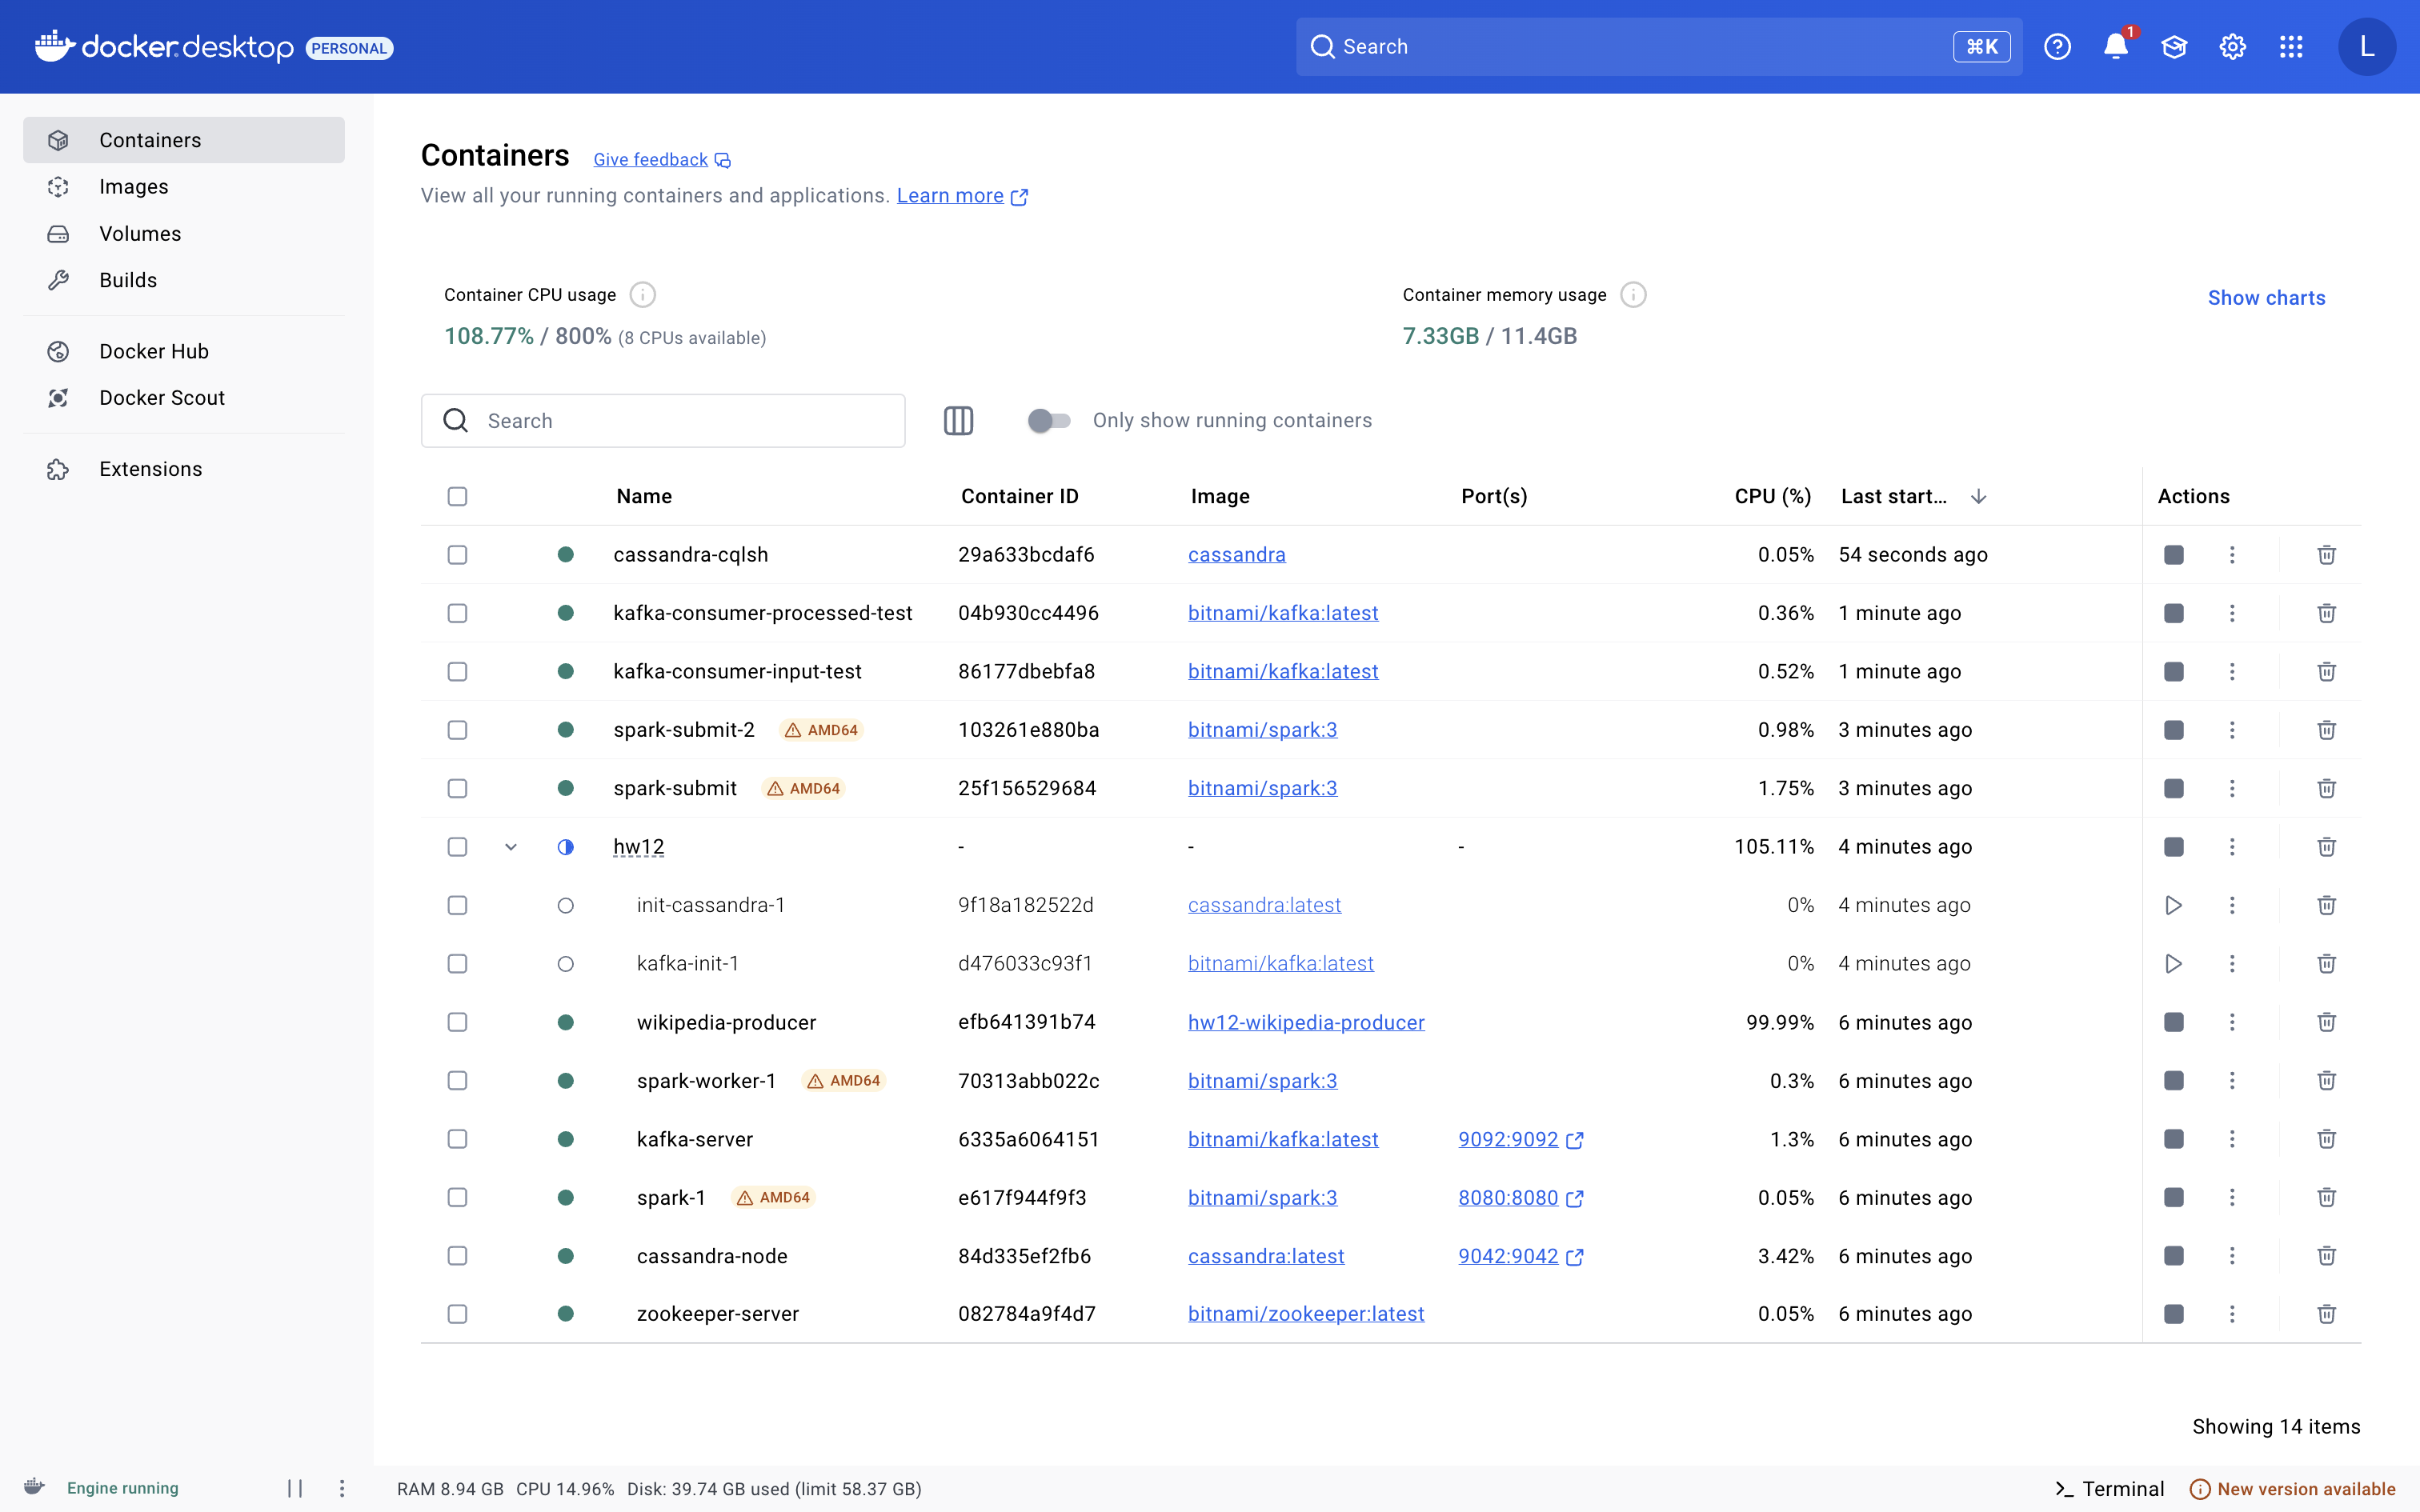 docker.desktop PERSONAL Search ⌘K 1 L
Containers
Images
Volumes
Builds
Docker Hub
Docker Scout
Extensions
Containers Give feedback
View all your running containers and applications. Learn more
Container CPU usage
108.77% / 800% (8 CPUs available)
Container memory usage
7.33GB / 11.4GB
Show charts
Search
Only show running containers
Name Container ID Image Port(s) CPU (%) Last start... Actions
cassandra-cqlsh 29a633bcdaf6 cassandra 0.05% 54 seconds ago
kafka-consumer-processed-test 04b930cc4496 bitnami/kafka:latest 0.36% 1 minute ago
kafka-consumer-input-test 86177dbebfa8 bitnami/kafka:latest 0.52% 1 minute ago
spark-submit-2 AMD64 103261e880ba bitnami/spark:3 0.98% 3 minutes ago
spark-submit AMD64 25f156529684 bitnami/spark:3 1.75% 3 minutes ago
hw12 - - - 105.11% 4 minutes ago
init-cassandra-1 9f18a182522d cassandra:latest 0% 4 minutes ago
kafka-init-1 d476033c93f1 bitnami/kafka:latest 0% 4 minutes ago
wikipedia-producer efb641391b74 hw12-wikipedia-producer 99.99% 6 minutes ago
spark-worker-1 AMD64 70313abb022c bitnami/spark:3 0.3% 6 minutes ago
kafka-server 6335a6064151 bitnami/kafka:latest 9092:9092 1.3% 6 minutes ago
spark-1 AMD64 e617f944f9f3 bitnami/spark:3 8080:8080 0.05% 6 minutes ago
cassandra-node 84d335ef2fb6 cassandra:latest 9042:9042 3.42% 6 minutes ago
zookeeper-server 082784a9f4d7 bitnami/zookeeper:latest 0.05% 6 minutes ago
Showing 14 items
Engine running RAM 8.94 GB CPU 14.96% Disk: 39.74 GB used (limit 58.37 GB) >_ Terminal New version available